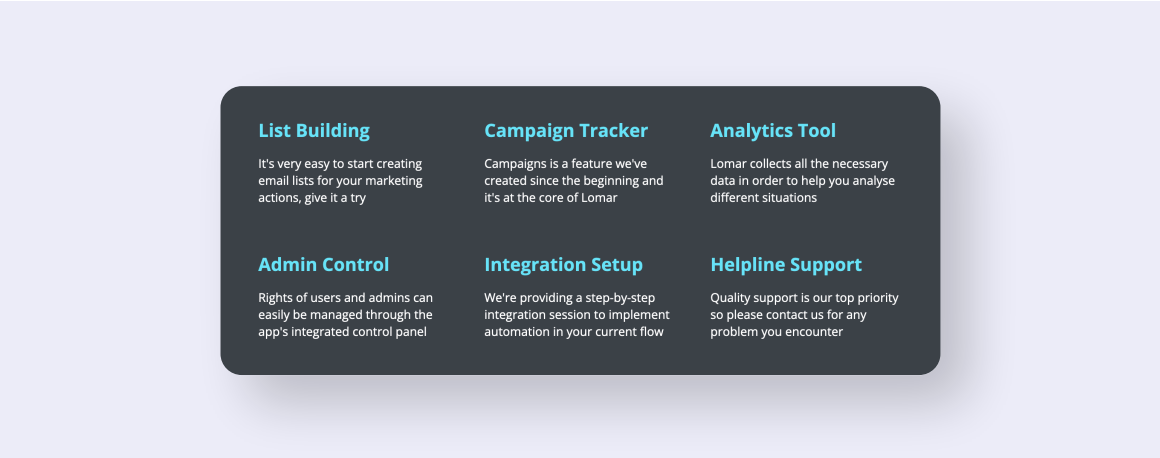 List Building
It's very easy to start creating
email lists for your marketing
actions, give it a try
Campaign Tracker
Campaigns is a feature we've
created since the beginning and
it's at the core of Lomar
Analytics Tool
Lomar collects all the necessary
data in order to help you analyse
different situations
Admin Control
Rights of users and admins can
easily be managed through the
app's integrated control panel
Integration Setup
We're providing a step-by-step
integration session to implement
automation in your current flow
Helpline Support
Quality support is our top priority
so please contact us for any
problem you encounter